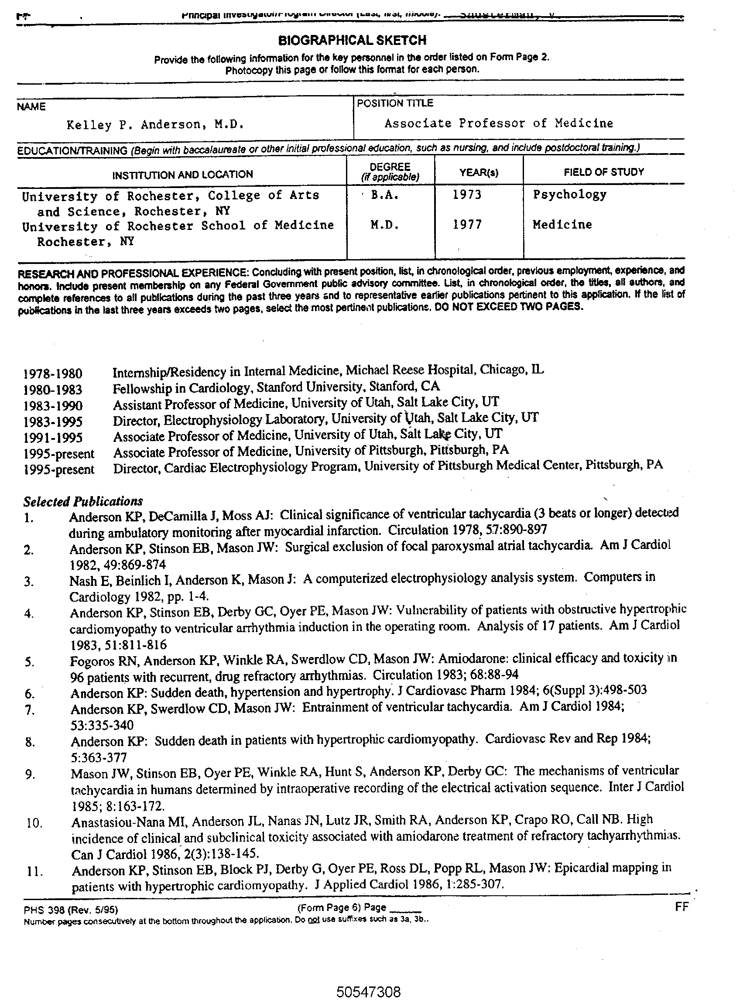 FF
Principal Investigator/Program Director (Last, first, middle):
BIOGRAPHICAL SKETCH
Provide the following information for the key personnel in the order listed on Form Page 2.
Photocopy this page or follow this format for each person.
NAME
POSITION TITLE
Kelley P. Anderson, M.D.
Associate Professor of Medicine
EDUCATION/TRAINING (Begin with baccalaureate or other initial professional education, such as nursing, and include postdoctoral training.)
INSTITUTION AND LOCATION
DEGREE
(if applicable)
YEAR(s)
FIELD OF STUDY
University of Rochester, College of Arts B.A. 1973 Psychology
and Science, Rochester, NY
University of Rochester School of Medicine M.D. 1977 Medicine
Rochester, NY
RESEARCH AND PROFESSIONAL EXPERIENCE: Concluding with present position, list, in chronological order, previous employment, experience, and
honors. Include present membership on any Federal Government public advisory committee. List, in chronological order, the titles, all authors, and
complete references to all publications during the past three years and to representative earlier publications pertinent to this application. If the list of
publications in the last three years exceeds two pages, select the most pertinent publications. DO NOT EXCEED TWO PAGES.
1978-1980 Internship/Residency in Internal Medicine, Michael Reese Hospital, Chicago, IL
1980-1983 Fellowship in Cardiology, Stanford University, Stanford, CA
1983-1990 Assistant Professor of Medicine, University of Utah, Salt Lake City, UT
1983-1995 Director, Electrophysiology Laboratory, University of Utah, Salt Lake City, UT
1991-1995 Associate Professor of Medicine, University of Utah, Salt Lake City, UT
1995-present Associate Professor of Medicine, University of Pittsburgh, Pittsburgh, PA
1995-present Director, Cardiac Electrophysiology Program, University of Pittsburgh Medical Center, Pittsburgh, PA
Selected Publications
1. Anderson KP, DeCamilla J, Moss AJ: Clinical significance of ventricular tachycardia (3 beats or longer) detected
during ambulatory monitoring after myocardial infarction. Circulation 1978, 57:890-897
2. Anderson KP, Stinson EB, Mason JW: Surgical exclusion of focal paroxysmal atrial tachycardia. Am J Cardiol
1982, 49:869-874
3. Nash E, Beinlich I, Anderson K, Mason J: A computerized electrophysiology analysis system. Computers in
Cardiology 1982, pp. 1-4.
4. Anderson KP, Stinson EB, Derby GC, Oyer PE, Mason JW: Vulnerability of patients with obstructive hypertrophic
cardiomyopathy to ventricular arrhythmia induction in the operating room. Analysis of 17 patients. Am J Cardiol
1983, 51:811-816
5. Fogoros RN, Anderson KP, Winkle RA, Swerdlow CD, Mason JW: Amiodarone: clinical efficacy and toxicity in
96 patients with recurrent, drug refractory arrhythmias. Circulation 1983; 68:88-94
6. Anderson KP: Sudden death, hypertension and hypertrophy. J Cardiovasc Pharm 1984; 6(Suppl 3):498-503
7. Anderson KP, Swerdlow CD, Mason JW: Entrainment of ventricular tachycardia. Am J Cardiol 1984;
53:335-340
8. Anderson KP: Sudden death in patients with hypertrophic cardiomyopathy. Cardiovasc Rev and Rep 1984;
5:363-377
9. Mason JW, Stinson EB, Oyer PE, Winkle RA, Hunt S, Anderson KP, Derby GC: The mechanisms of ventricular
tachycardia in humans determined by intraoperative recording of the electrical activation sequence. Inter J Cardiol
1985; 8:163-172.
10. Anastasiou-Nana MI, Anderson JL, Nanas JN, Lutz JR, Smith RA, Anderson KP, Crapo RO, Call NB. High
incidence of clinical and subclinical toxicity associated with amiodarone treatment of refractory tachyarrhythmias.
Can J Cardiol 1986, 2(3):138-145.
11. Anderson KP, Stinson EB, Block PJ, Derby G, Oyer PE, Ross DL, Popp RL, Mason JW: Epicardial mapping in
patients with hypertrophic cardiomyopathy. J Applied Cardiol 1986, 1:285-307.
PHS 398 (Rev. 5/95) (Form Page 6) Page ____ FF
Number pages consecutively at the bottom throughout the application. Do not use suffixes such as 3a, 3b..
50547308